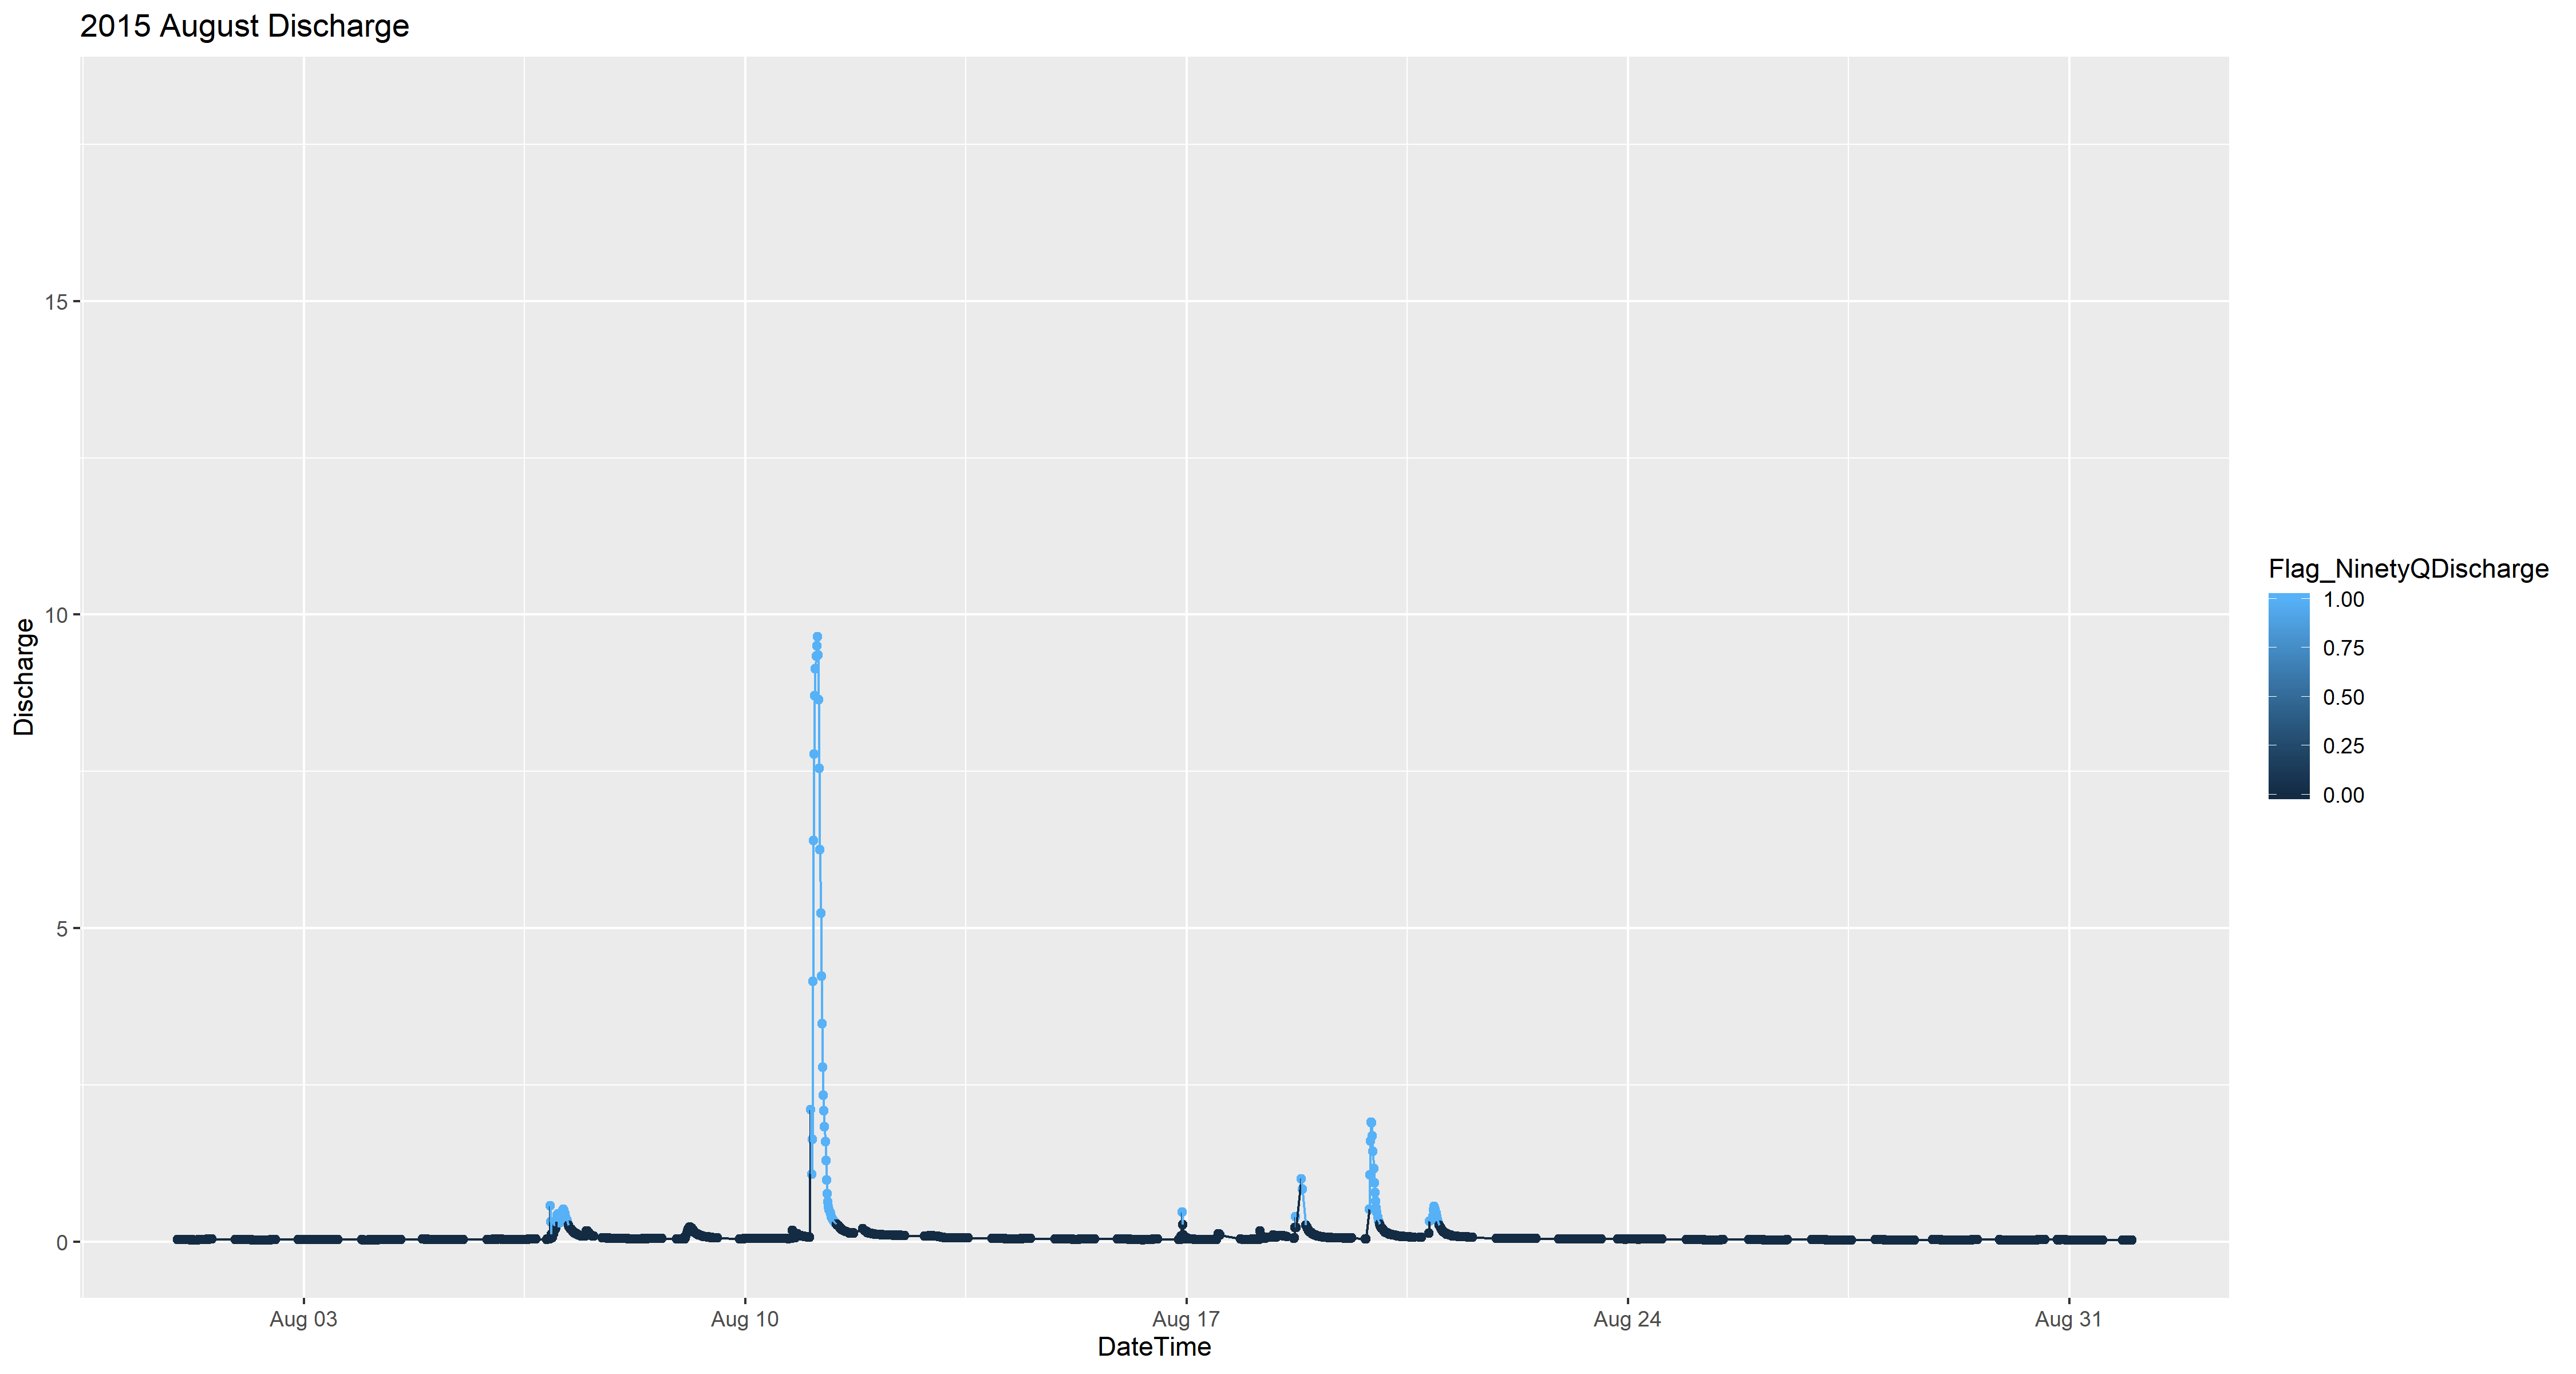 2015 August Discharge
15
10
5
0
Discharge
Aug 03
Aug 10
Aug 17
Aug 24
Aug 31
DateTime
Flag_NinetyQDischarge
1.00
0.75
0.50
0.25
0.00